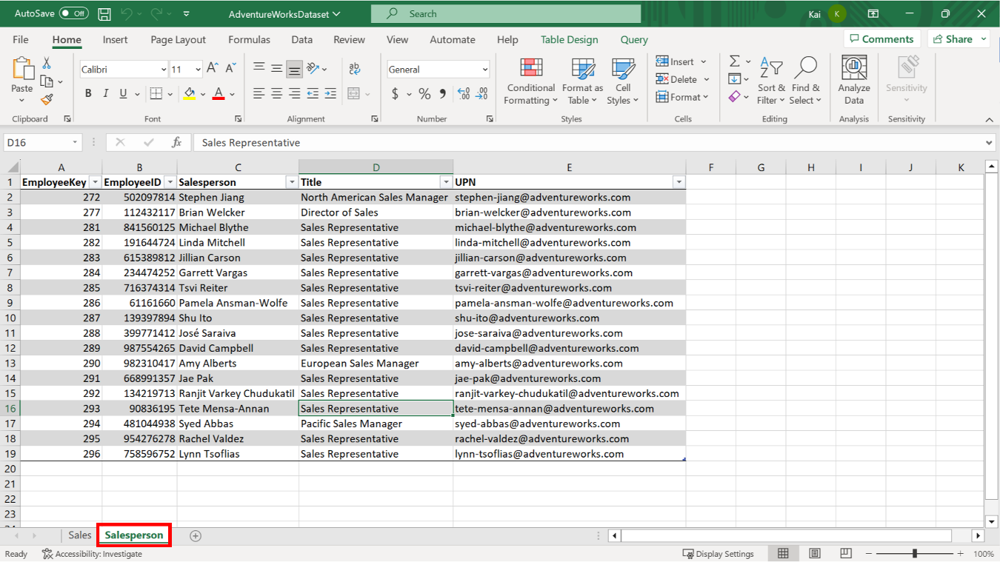 AutoSave Off AdventureWorksDataset Search Kai K
File Home Insert Page Layout Formulas Data Review View Automate Help Table Design Query Comments Share
Paste
Clipboard
Calibri 11 A A
B I U A
Font
ab
Alignment
General
$ % 9 .00
Number
Conditional Formatting
Format as Table
Cell Styles
Styles
Insert
Delete
Format
Cells
Sort & Filter
Find & Select
Editing
Analyze Data
Analysis
Sensitivity
Sensitivity
D16 fx Sales Representative
A B C D E F G H I J K
1 EmployeeKey EmployeeID Salesperson Title UPN
2 272 502097814 Stephen Jiang North American Sales Manager stephen-jiang@adventureworks.com
3 277 112432117 Brian Welcker Director of Sales brian-welcker@adventureworks.com
4 281 841560125 Michael Blythe Sales Representative michael-blythe@adventureworks.com
5 282 191644724 Linda Mitchell Sales Representative linda-mitchell@adventureworks.com
6 283 615389812 Jillian Carson Sales Representative jillian-carson@adventureworks.com
7 284 234474252 Garrett Vargas Sales Representative garrett-vargas@adventureworks.com
8 285 716374314 Tsvi Reiter Sales Representative tsvi-reiter@adventureworks.com
9 286 61161660 Pamela Ansman-Wolfe Sales Representative pamela-ansman-wolfe@adventureworks.com
10 287 139397894 Shu Ito Sales Representative shu-ito@adventureworks.com
11 288 399771412 José Saraiva Sales Representative jose-saraiva@adventureworks.com
12 289 987554265 David Campbell Sales Representative david-campbell@adventureworks.com
13 290 982310417 Amy Alberts European Sales Manager amy-alberts@adventureworks.com
14 291 668991357 Jae Pak Sales Representative jae-pak@adventureworks.com
15 292 134219713 Ranjit Varkey Chudukatil Sales Representative ranjit-varkey-chudukatil@adventureworks.com
16 293 90836195 Tete Mensa-Annan Sales Representative tete-mensa-annan@adventureworks.com
17 294 481044938 Syed Abbas Pacific Sales Manager syed-abbas@adventureworks.com
18 295 954276278 Rachel Valdez Sales Representative rachel-valdez@adventureworks.com
19 296 758596752 Lynn Tsoflias Sales Representative lynn-tsoflias@adventureworks.com
20
21
22
23
Sales Salesperson
Ready Accessibility: Investigate Display Settings 100%